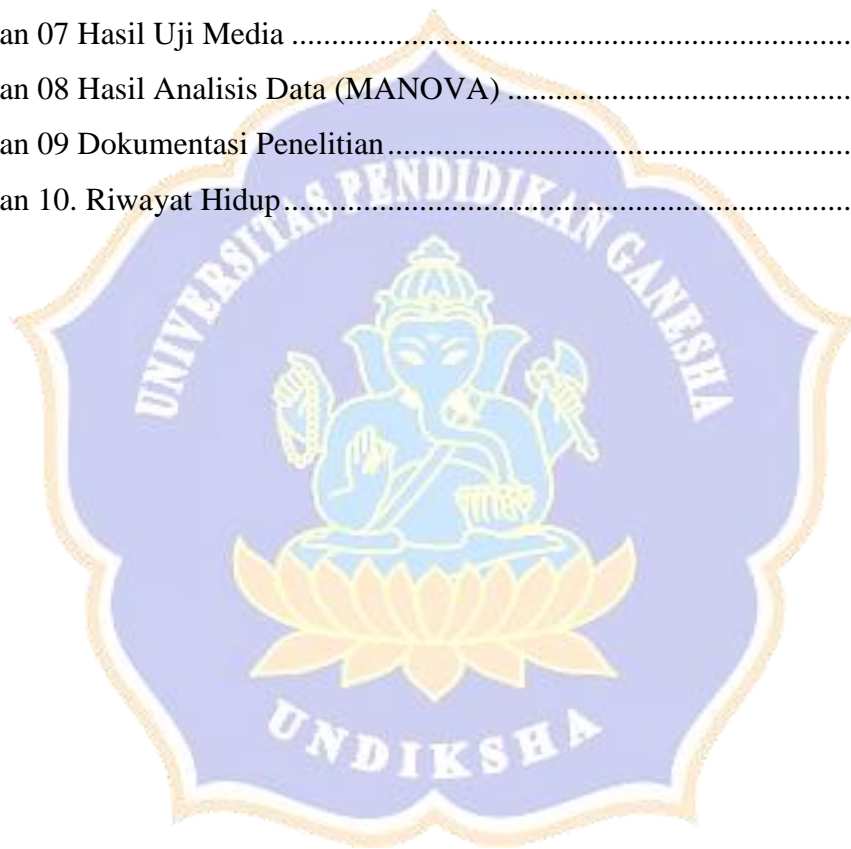 an 07 Hasil Uji Media ........................................................................
an 08 Hasil Analisis Data (MANOVA) ............................................
an 09 Dokumentasi Penelitian ............................................................
an 10. Riwayat Hidup .........................................................................
UNIVERSITAS PENDIDIKAN GANESHA
UNDIKSHA